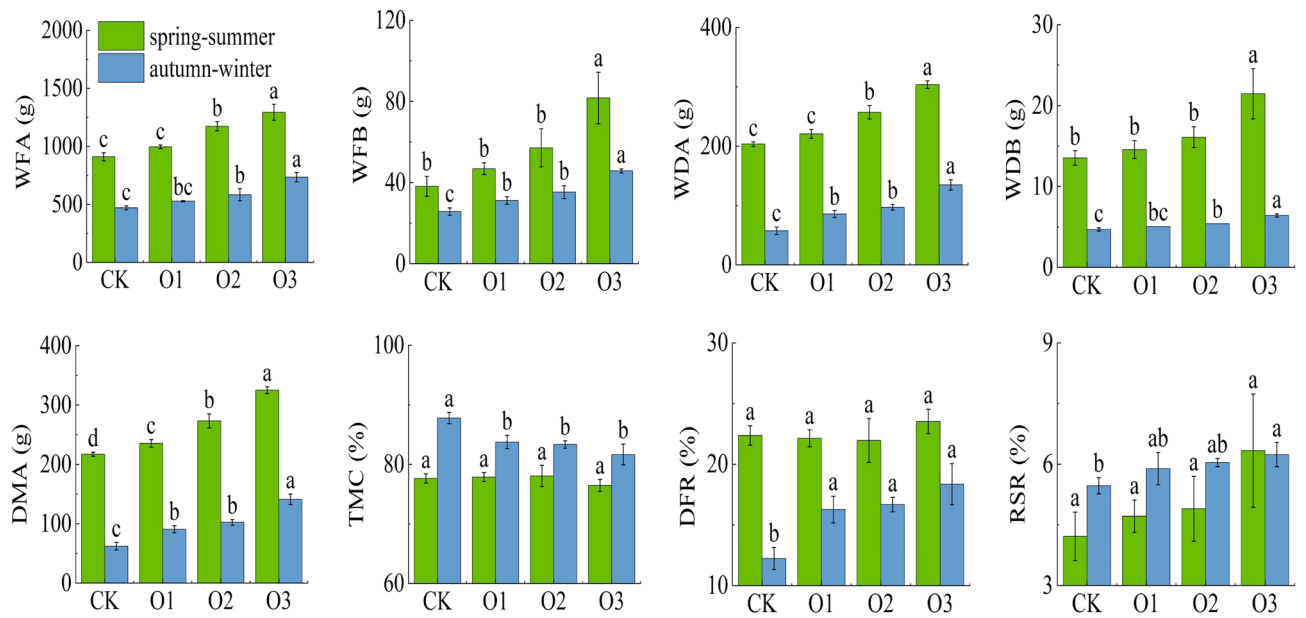 spring-summer
autumn-winter
WFA (g)
2000
1500
1000
500
0
c c b a
c bc b a
CK O1 O2 O3
WFB (g)
120
80
40
0
b b b a
c b b a
CK O1 O2 O3
WDA (g)
400
200
0
c c b a
c b b a
CK O1 O2 O3
WDB (g)
30
20
10
0
b b b a
c bc b a
CK O1 O2 O3
DMA (g)
400
350
300
250
200
150
100
50
0
d c b a
c b b a
CK O1 O2 O3
TMC (%)
100
80
60
a a a a
a b b b
CK O1 O2 O3
DFR (%)
30
20
10
a a a a
b a a a
CK O1 O2 O3
RSR (%)
9
6
3
a a a a
b ab ab a
CK O1 O2 O3